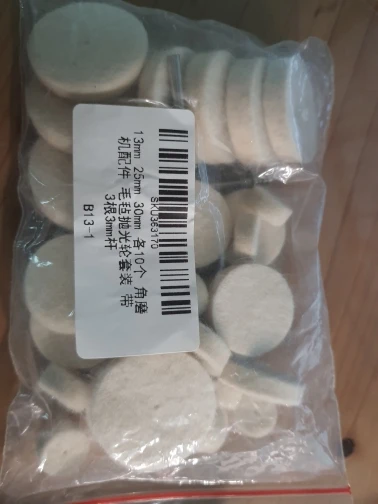 SKU363170
13mm 25mm 30mm 各10个 角磨
机配件 毛毡抛光轮套装 带
3根3mm杆
B13-1